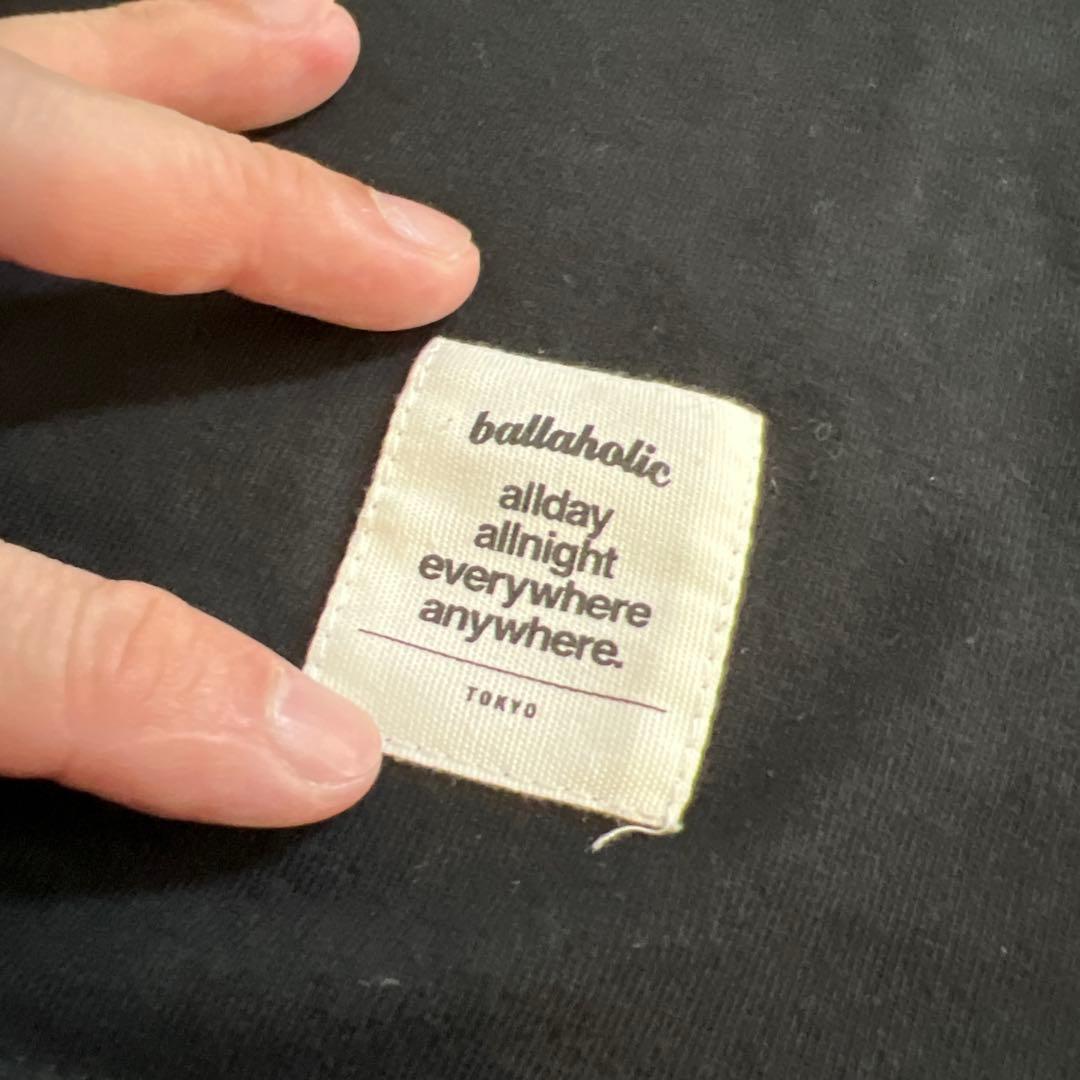 ballaholic
allday
allnight
everywhere
anywhere.
TOKYO